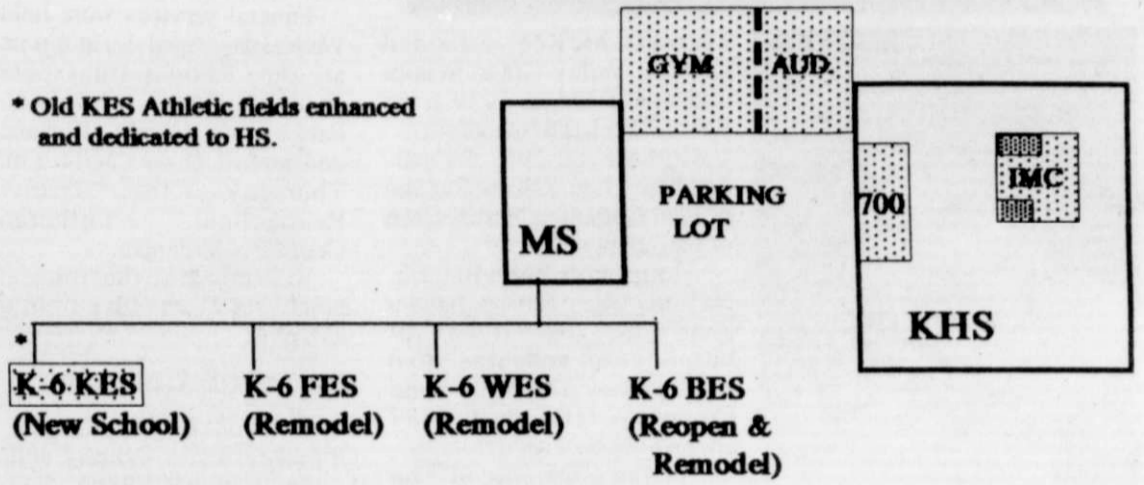 * Old KES Athletic fields enhanced
and dedicated to HS.
GYM AUD
PARKING
LOT
MS
700
IMC
KHS
*
K-6 KES
(New School)
K-6 FES
(Remodel)
K-6 WES
(Remodel)
K-6 BES
(Reopen &
Remodel)